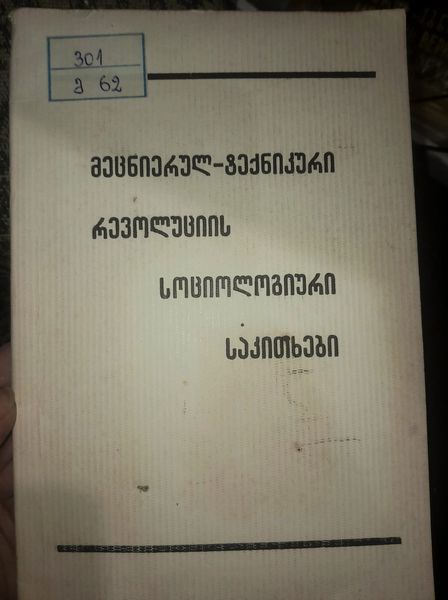 301
მ 62
მეცნიერულ-ტექნიკური
რევოლუციის
სოციოლოგიური
საკითხები